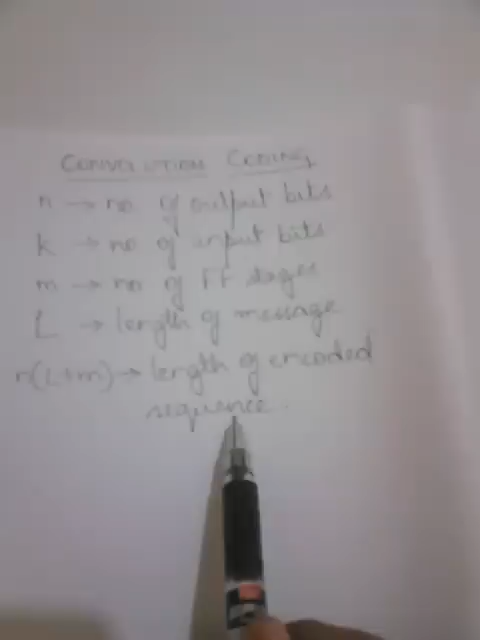 CONVOLUTION CODING
n → no of output bits
k → no of input bits
m → no of FF stages
L → length of message
n(L+m) → length of encoded
sequence.